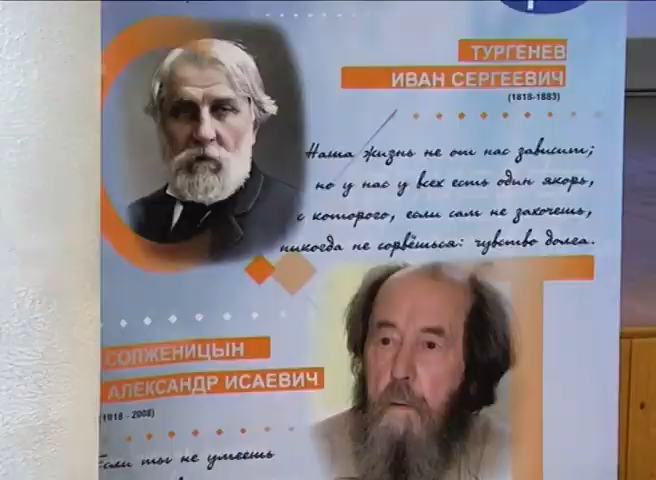 ТУРГЕНЕВ
ИВАН СЕРГЕЕВИЧ
(1818-1883)
Наша жизнь не от нас зависит;
но у нас у всех есть один якорь,
с которого, если сам не захочешь,
никогда не сорвёшься: чувство долга.
СОЛЖЕНИЦЫН
АЛЕКСАНДР ИСАЕВИЧ
(1918 - 2008)
Если ты не умеешь